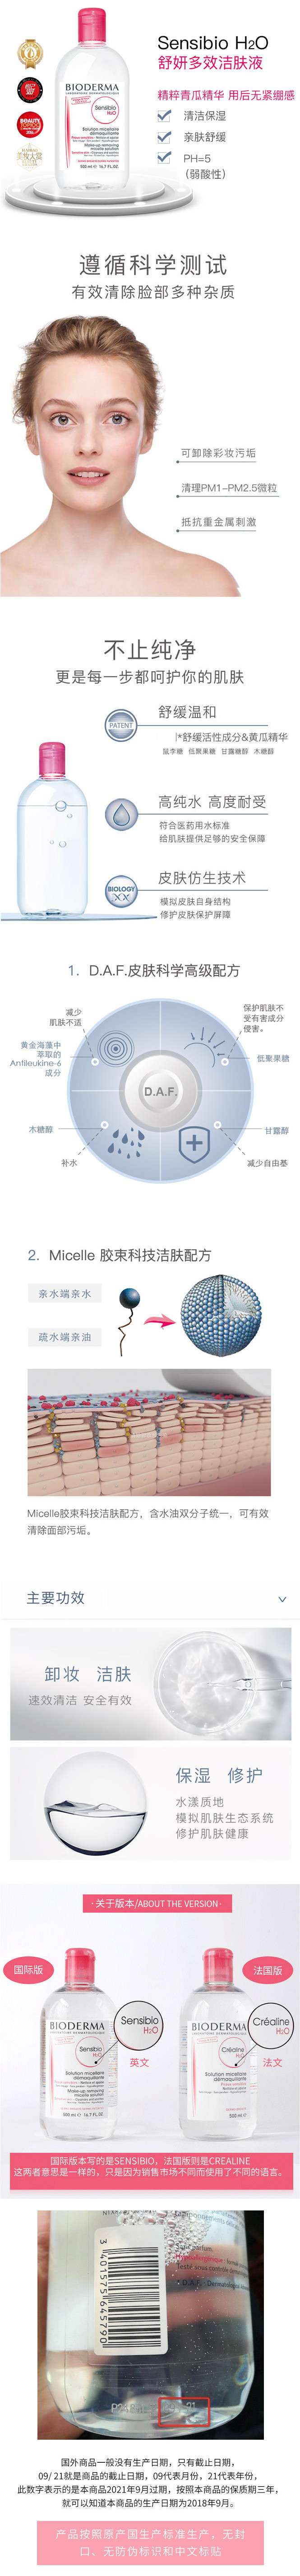 Sensibio H2O
舒妍多效洁肤液
精粹青瓜精华 用后无紧绷感
清洁保湿
亲肤舒缓
PH=5
（弱酸性）
BIODERMA
LABORATOIRE DERMATOLOGIQUE
Sensibio
H2O
Solution micellaire
démaquillante
Make-up removing
micelle solution
500 ml ℮ 16.7 FL.OZ.
遵循科学测试
有效清除脸部多种杂质
可卸除彩妆污垢
清理PM1-PM2.5微粒
抵抗重金属刺激
不止纯净
更是每一步都呵护你的肌肤
PATENT
舒缓温和
|*舒缓活性成分&黄瓜精华
鼠李糖 低聚果糖 甘露糖醇 木糖醇
高纯水 高度耐受
符合医药用水标准
给肌肤提供足够的安全保障
BIOLOGY
皮肤仿生技术
模拟皮肤自身结构
修护皮肤保护屏障
1. D.A.F.皮肤科学高级配方
减少
肌肤不适
保护肌肤不
受有害成分
侵害。
黄金海藻中
萃取的
Antileukine-6
成分
低聚果糖
D.A.F.
木糖醇
甘露醇
补水
减少自由基
2. Micelle 胶束科技洁肤配方
亲水端亲水
疏水端亲油
Micelle胶束科技洁肤配方，含水油双分子统一，可有效
清除面部污垢。
主要功效
卸妆 洁肤
速效清洁 安全有效
保湿 修护
水漾质地
模拟肌肤生态系统
修护肌肤健康
·关于版本/ABOUT THE VERSION·
国际版
法国版
BIODERMA
LABORATOIRE DERMATOLOGIQUE
Sensibio
H2O
Solution micellaire
démaquillante
Make-up removing
micelle solution
500 ml ℮ 16.7 FL.OZ.
Sensibio
H2O
英文
BIODERMA
LABORATOIRE DERMATOLOGIQUE
Créaline
H2O
Solution micellaire
démaquillante
500 ml ℮
Créaline
H2O
法文
国际版本写的是SENSIBIO，法国版则是CREALINE
这两者意思是一样的，只是因为销售市场不同而使用了不同的语言。
3 401575 645790
国外商品一般没有生产日期，只有截止日期，
09/ 21就是商品的截止日期，09代表月份，21代表年份，
此数字表示的是本商品2021年9月过期，按照本商品的保质期三年，
就可以知道本商品的生产日期为2018年9月。
产品按照原产国生产标准生产，无封
口、无防伪标识和中文标贴